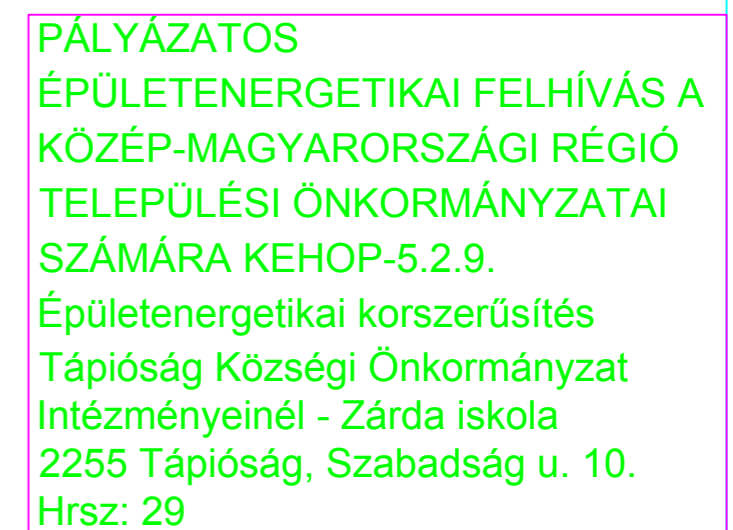 PÁLYÁZATOS
ÉPÜLETENERGETIKAI FELHÍVÁS A
KÖZÉP-MAGYARORSZÁGI RÉGIÓ
TELEPÜLÉSI ÖNKORMÁNYZATAI
SZÁMÁRA KEHOP-5.2.9.
Épületenergetikai korszerűsítés
Tápióság Községi Önkormányzat
Intézményeinél - Zárda iskola
2255 Tápióság, Szabadság u. 10.
Hrsz: 29